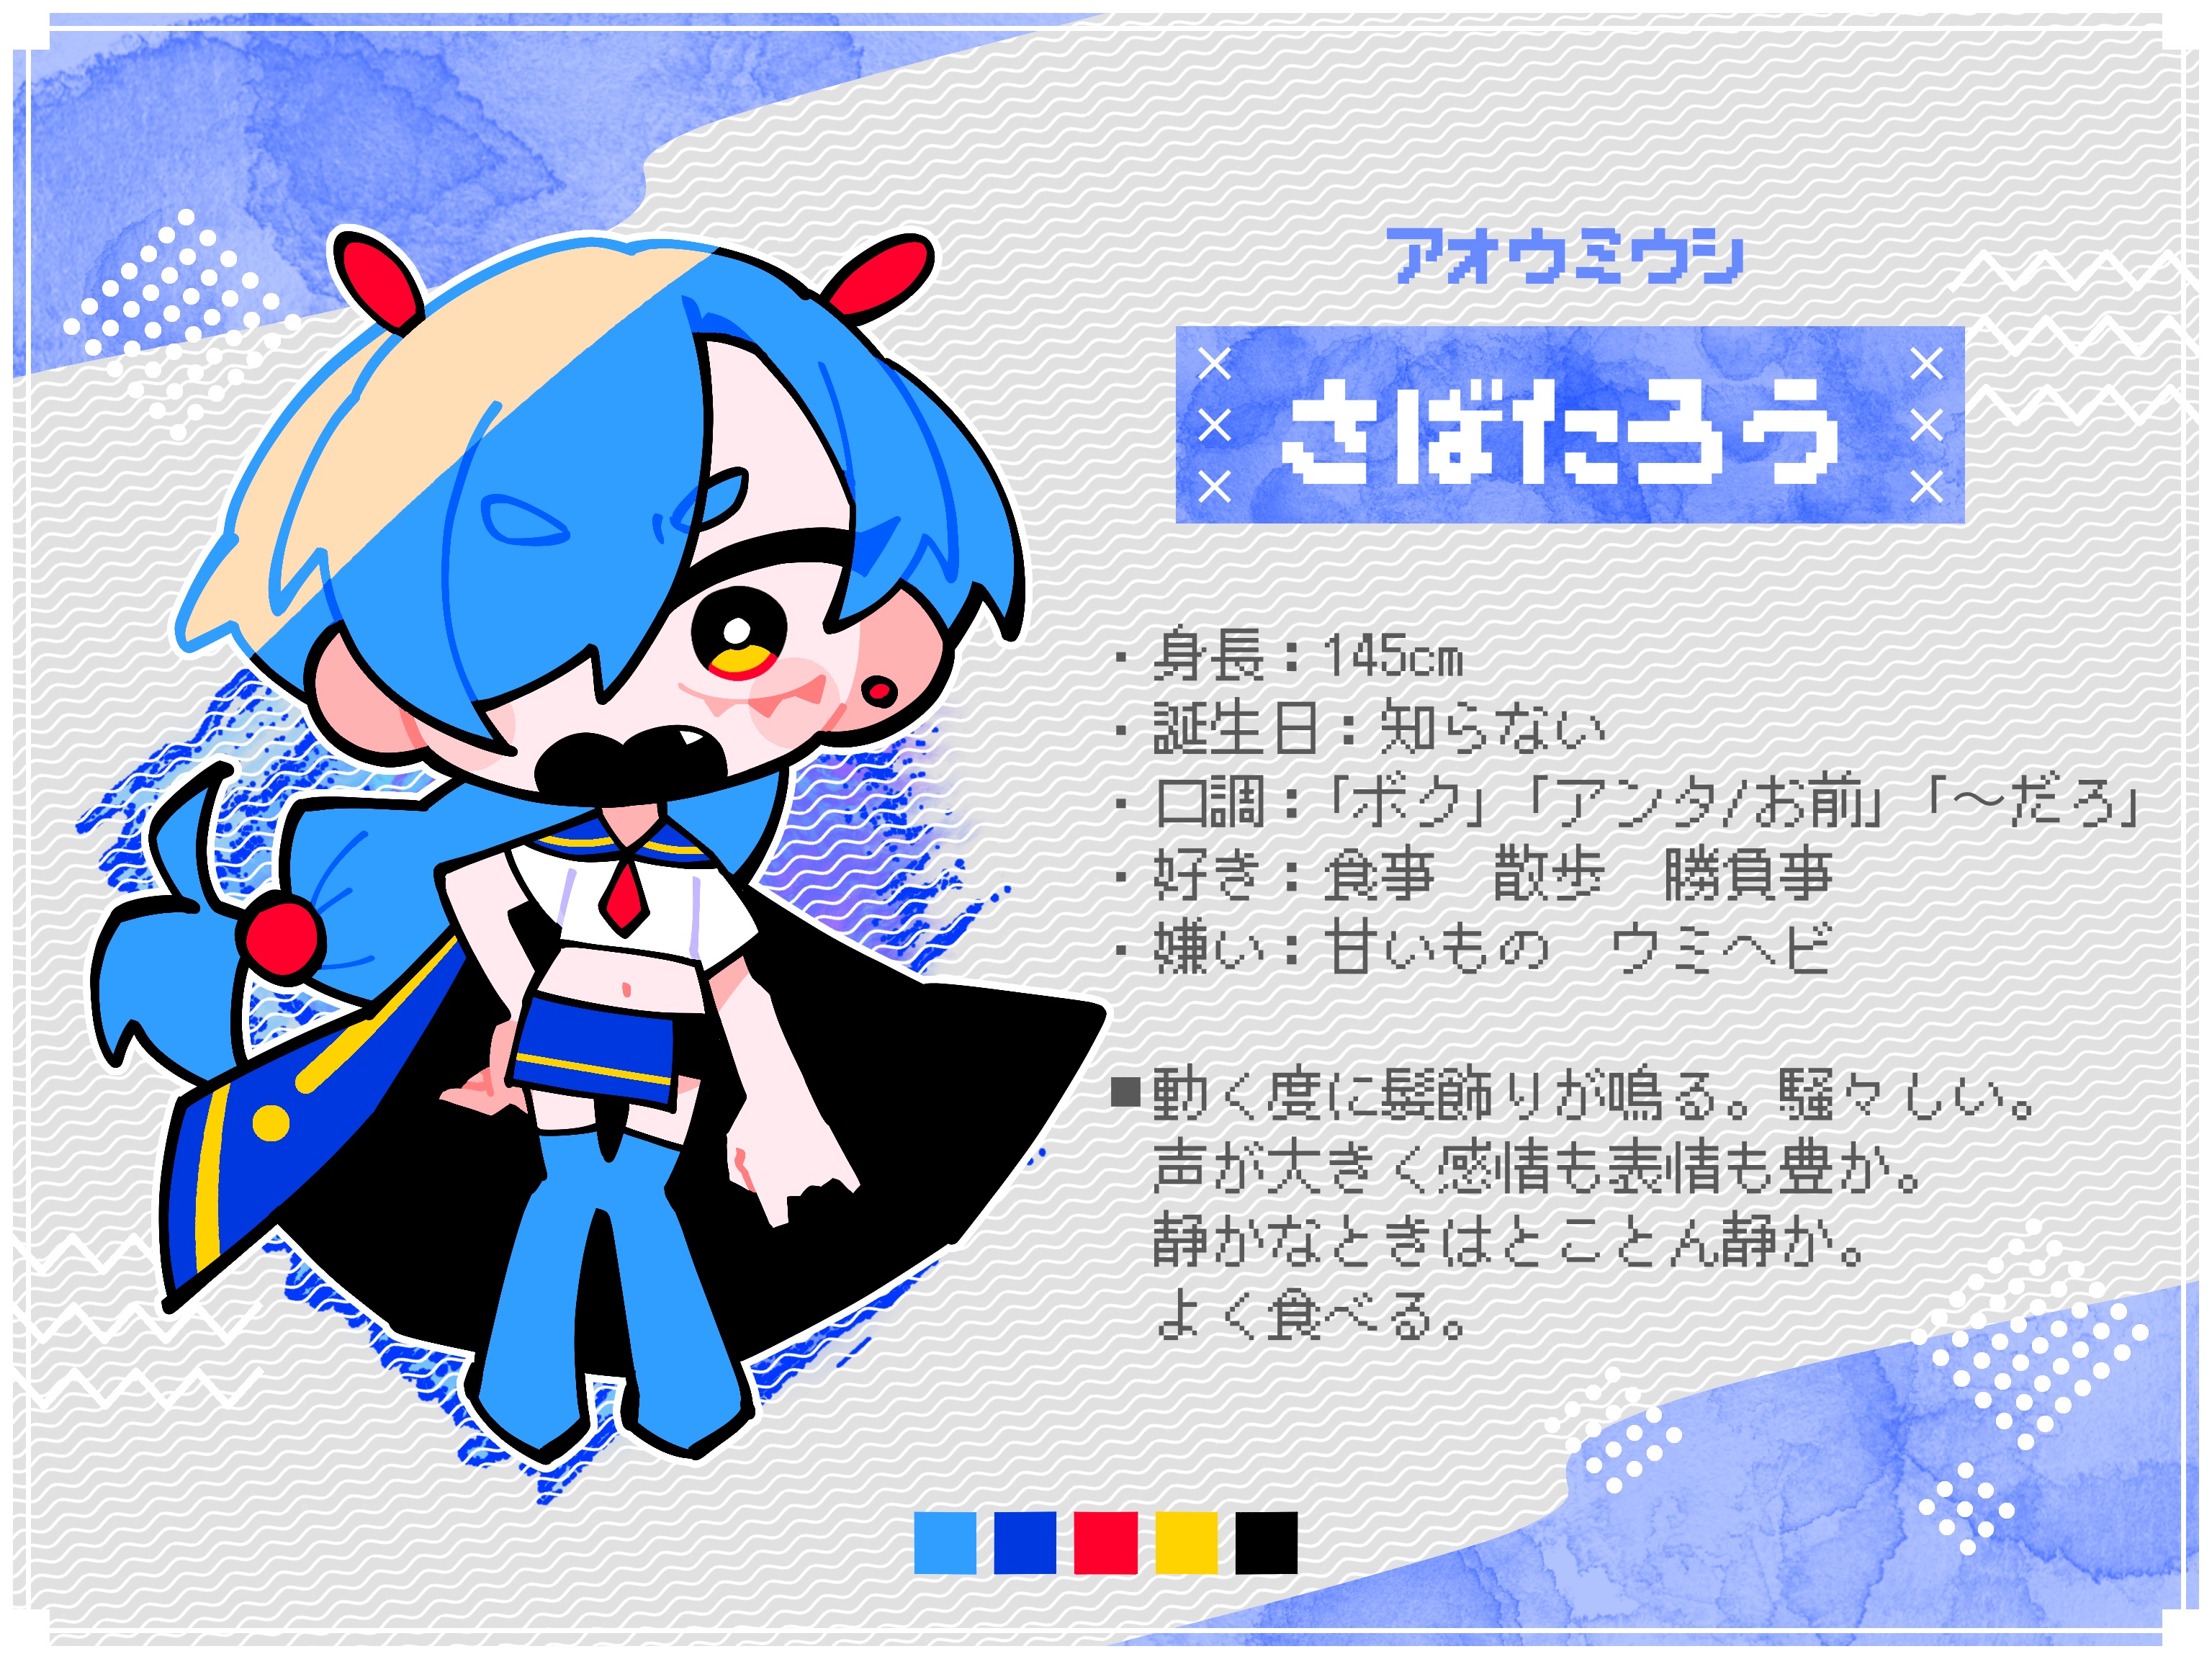 アオウミウシ
さばたろう
・身長：145cm
・誕生日：知らない
・口調：「ボク」「アンタ/お前」「～だろ」
・好き：食事　散歩　勝負事
・嫌い：甘いもの　ウミヘビ
■動く度に髪飾りが鳴る。騒々しい。
声が大きく感情も表情も豊か。
静かなときはとことん静か。
よく食べる。